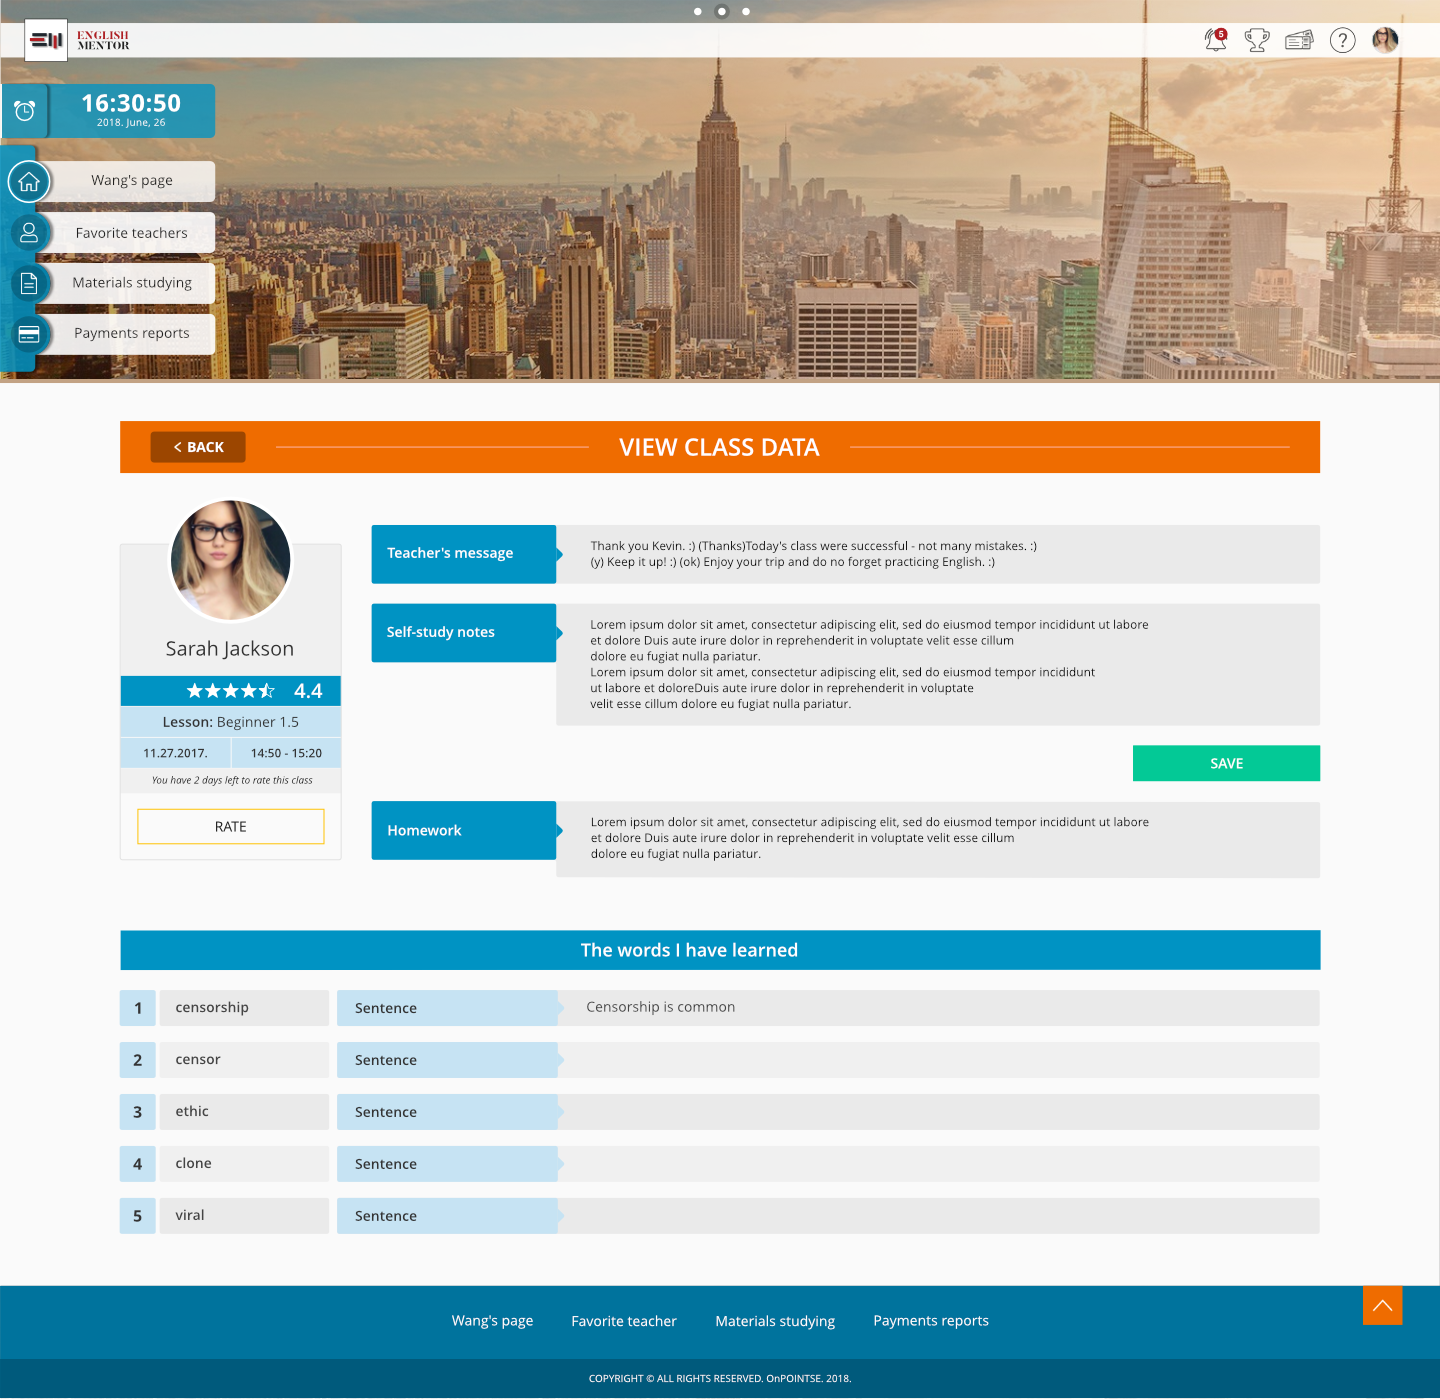 ENGLISH
MENTOR
5
?
16:30:50
2018. June, 26
Wang's page
Favorite teachers
Materials studying
Payments reports
< BACK
VIEW CLASS DATA
Sarah Jackson
4.4
Lesson: Beginner 1.5
11.27.2017.
14:50 - 15:20
You have 2 days left to rate this class
RATE
Teacher's message
Thank you Kevin. :) (Thanks)Today's class were successful - not many mistakes. :)
(y) Keep it up! :) (ok) Enjoy your trip and do no forget practicing English. :)
Self-study notes
Lorem ipsum dolor sit amet, consectetur adipiscing elit, sed do eiusmod tempor incididunt ut labore
et dolore Duis aute irure dolor in reprehenderit in voluptate velit esse cillum
dolore eu fugiat nulla pariatur.
Lorem ipsum dolor sit amet, consectetur adipiscing elit, sed do eiusmod tempor incididunt
ut labore et doloreDuis aute irure dolor in reprehenderit in voluptate
velit esse cillum dolore eu fugiat nulla pariatur.
SAVE
Homework
Lorem ipsum dolor sit amet, consectetur adipiscing elit, sed do eiusmod tempor incididunt ut labore
et dolore Duis aute irure dolor in reprehenderit in voluptate velit esse cillum
dolore eu fugiat nulla pariatur.
The words I have learned
1 censorship Sentence Censorship is common
2 censor Sentence
3 ethic Sentence
4 clone Sentence
5 viral Sentence
Wang's page Favorite teacher Materials studying Payments reports
COPYRIGHT © ALL RIGHTS RESERVED. OnPOINTSE. 2018.